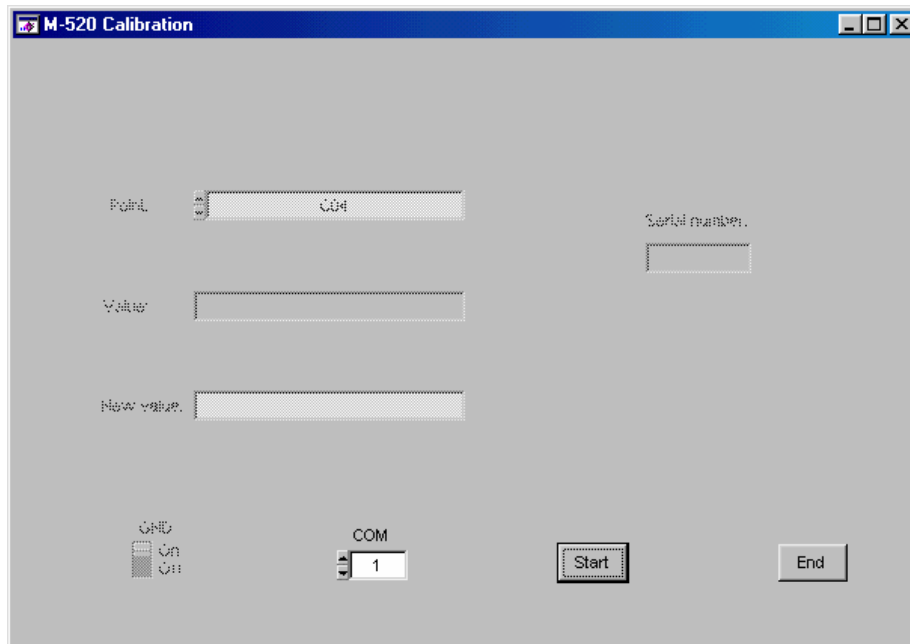 M-520 Calibration
Point
C04
Serial number.
Value
New value.
GND
On
Off
COM
1
Start
End